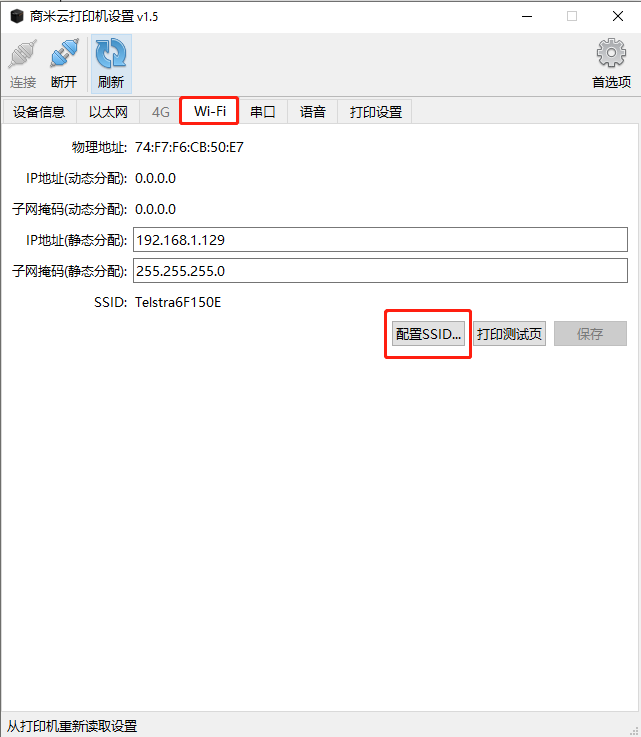 商米云打印机设置 v1.5
连接 断开 刷新 首选项
设备信息 以太网 4G Wi-Fi 串口 语音 打印设置
物理地址: 74:F7:F6:CB:50:E7
IP地址(动态分配): 0.0.0.0
子网掩码(动态分配): 0.0.0.0
IP地址(静态分配): 192.168.1.129
子网掩码(静态分配): 255.255.255.0
SSID: Telstra6F150E
配置SSID... 打印测试页 保存
从打印机重新读取设置